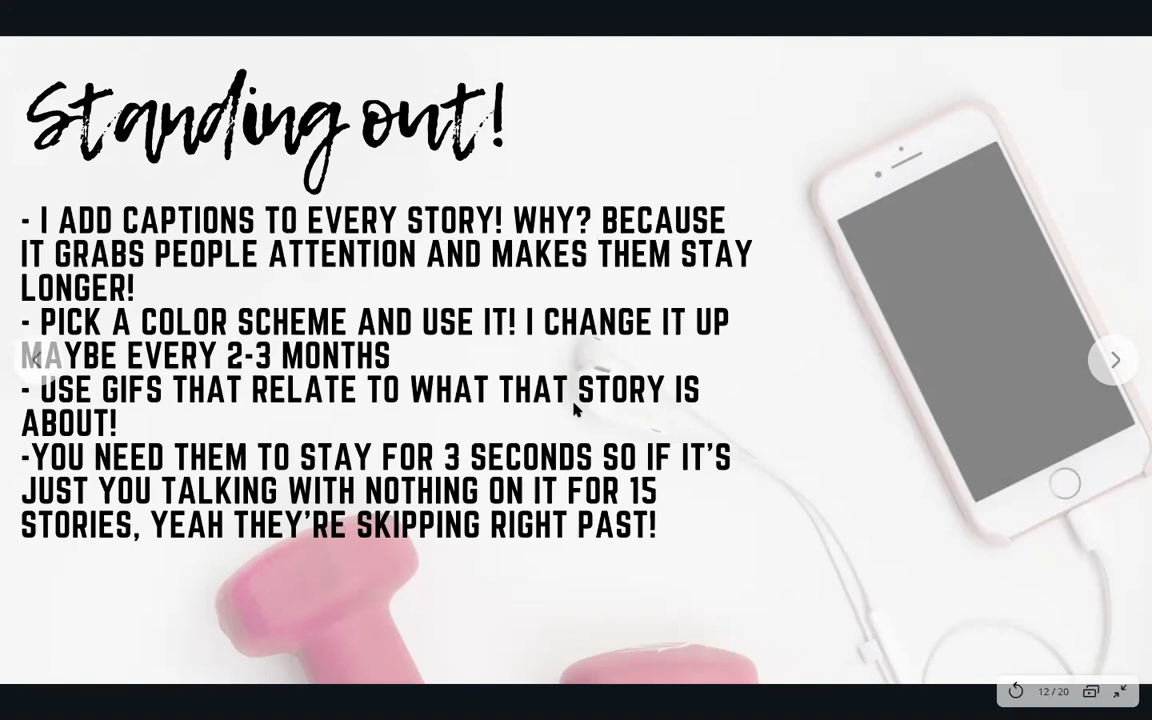 Standing out!
- I ADD CAPTIONS TO EVERY STORY! WHY? BECAUSE
IT GRABS PEOPLE ATTENTION AND MAKES THEM STAY
LONGER!
- PICK A COLOR SCHEME AND USE IT! I CHANGE IT UP
MAYBE EVERY 2-3 MONTHS
- USE GIFS THAT RELATE TO WHAT THAT STORY IS
ABOUT!
-YOU NEED THEM TO STAY FOR 3 SECONDS SO IF IT'S
JUST YOU TALKING WITH NOTHING ON IT FOR 15
STORIES, YEAH THEY'RE SKIPPING RIGHT PAST!
12 / 20